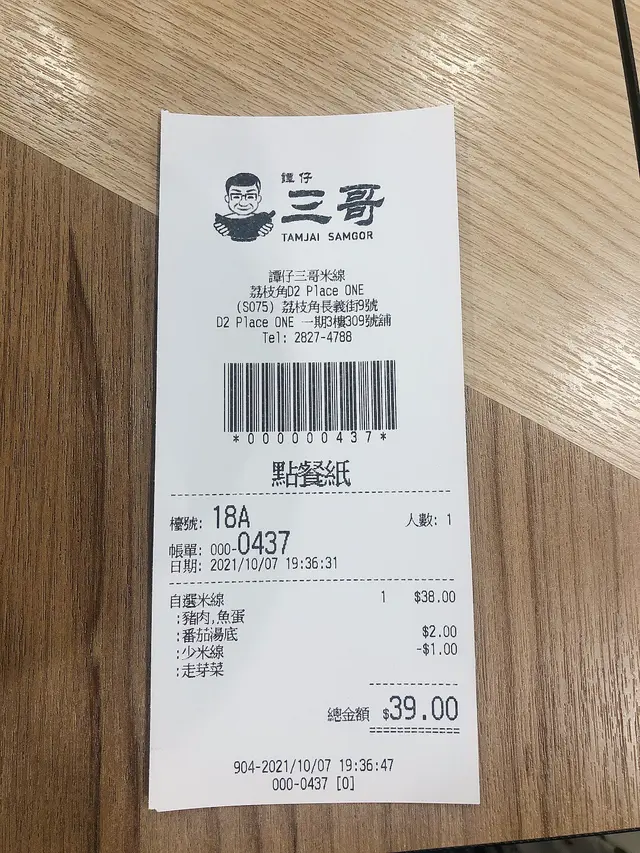 譚仔
三哥
TAMJAI SAMGOR
譚仔三哥米線
荔枝角D2 Place ONE
(S075) 荔枝角長義街9號
D2 Place ONE 一期3樓309號舖
Tel: 2827-4788
*000000437*
點餐紙
檯號: 18A 人數: 1
帳單: 000-0437
日期: 2021/10/07 19:36:31
自選米線 1 $38.00
:豬肉,魚蛋
:番茄湯底 $2.00
:少米線 -$1.00
:走芽菜
總金額 $39.00
904-2021/10/07 19:36:47
000-0437 [0]